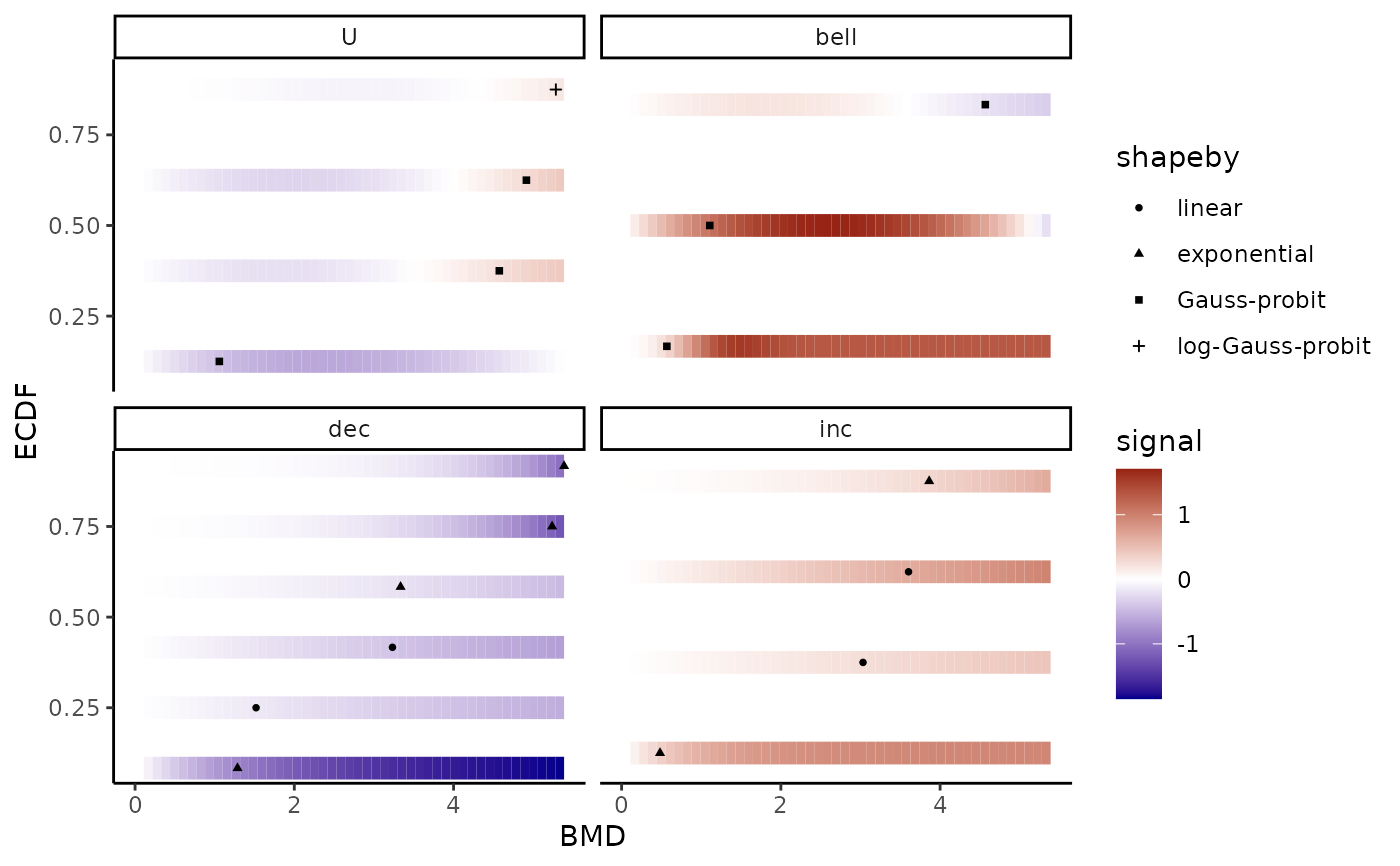 U
bell
0.75
0.50
0.25
ECDF
dec
inc
0.75
0.50
0.25
0
2
4
0
2
4
BMD
shapeby
linear
exponential
Gauss-probit
log-Gauss-probit
signal
1
0
-1